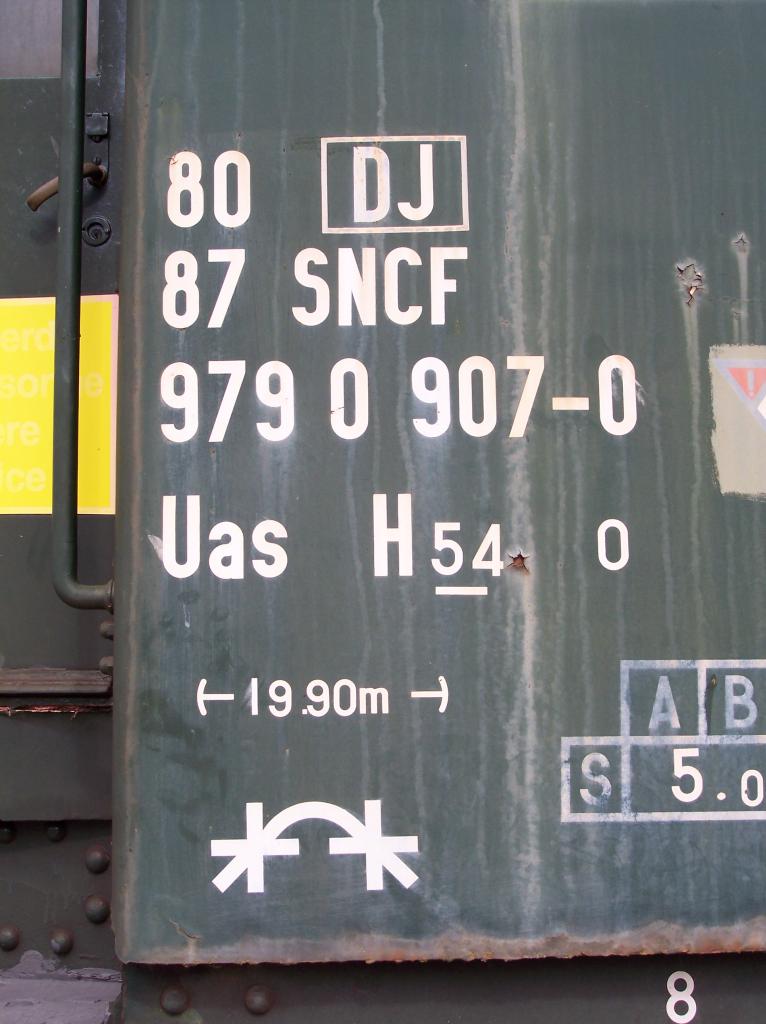 80 DJ
87 SNCF
979 0 907-0
Uas H 54 0
19.90m
A B
S 5.0
8